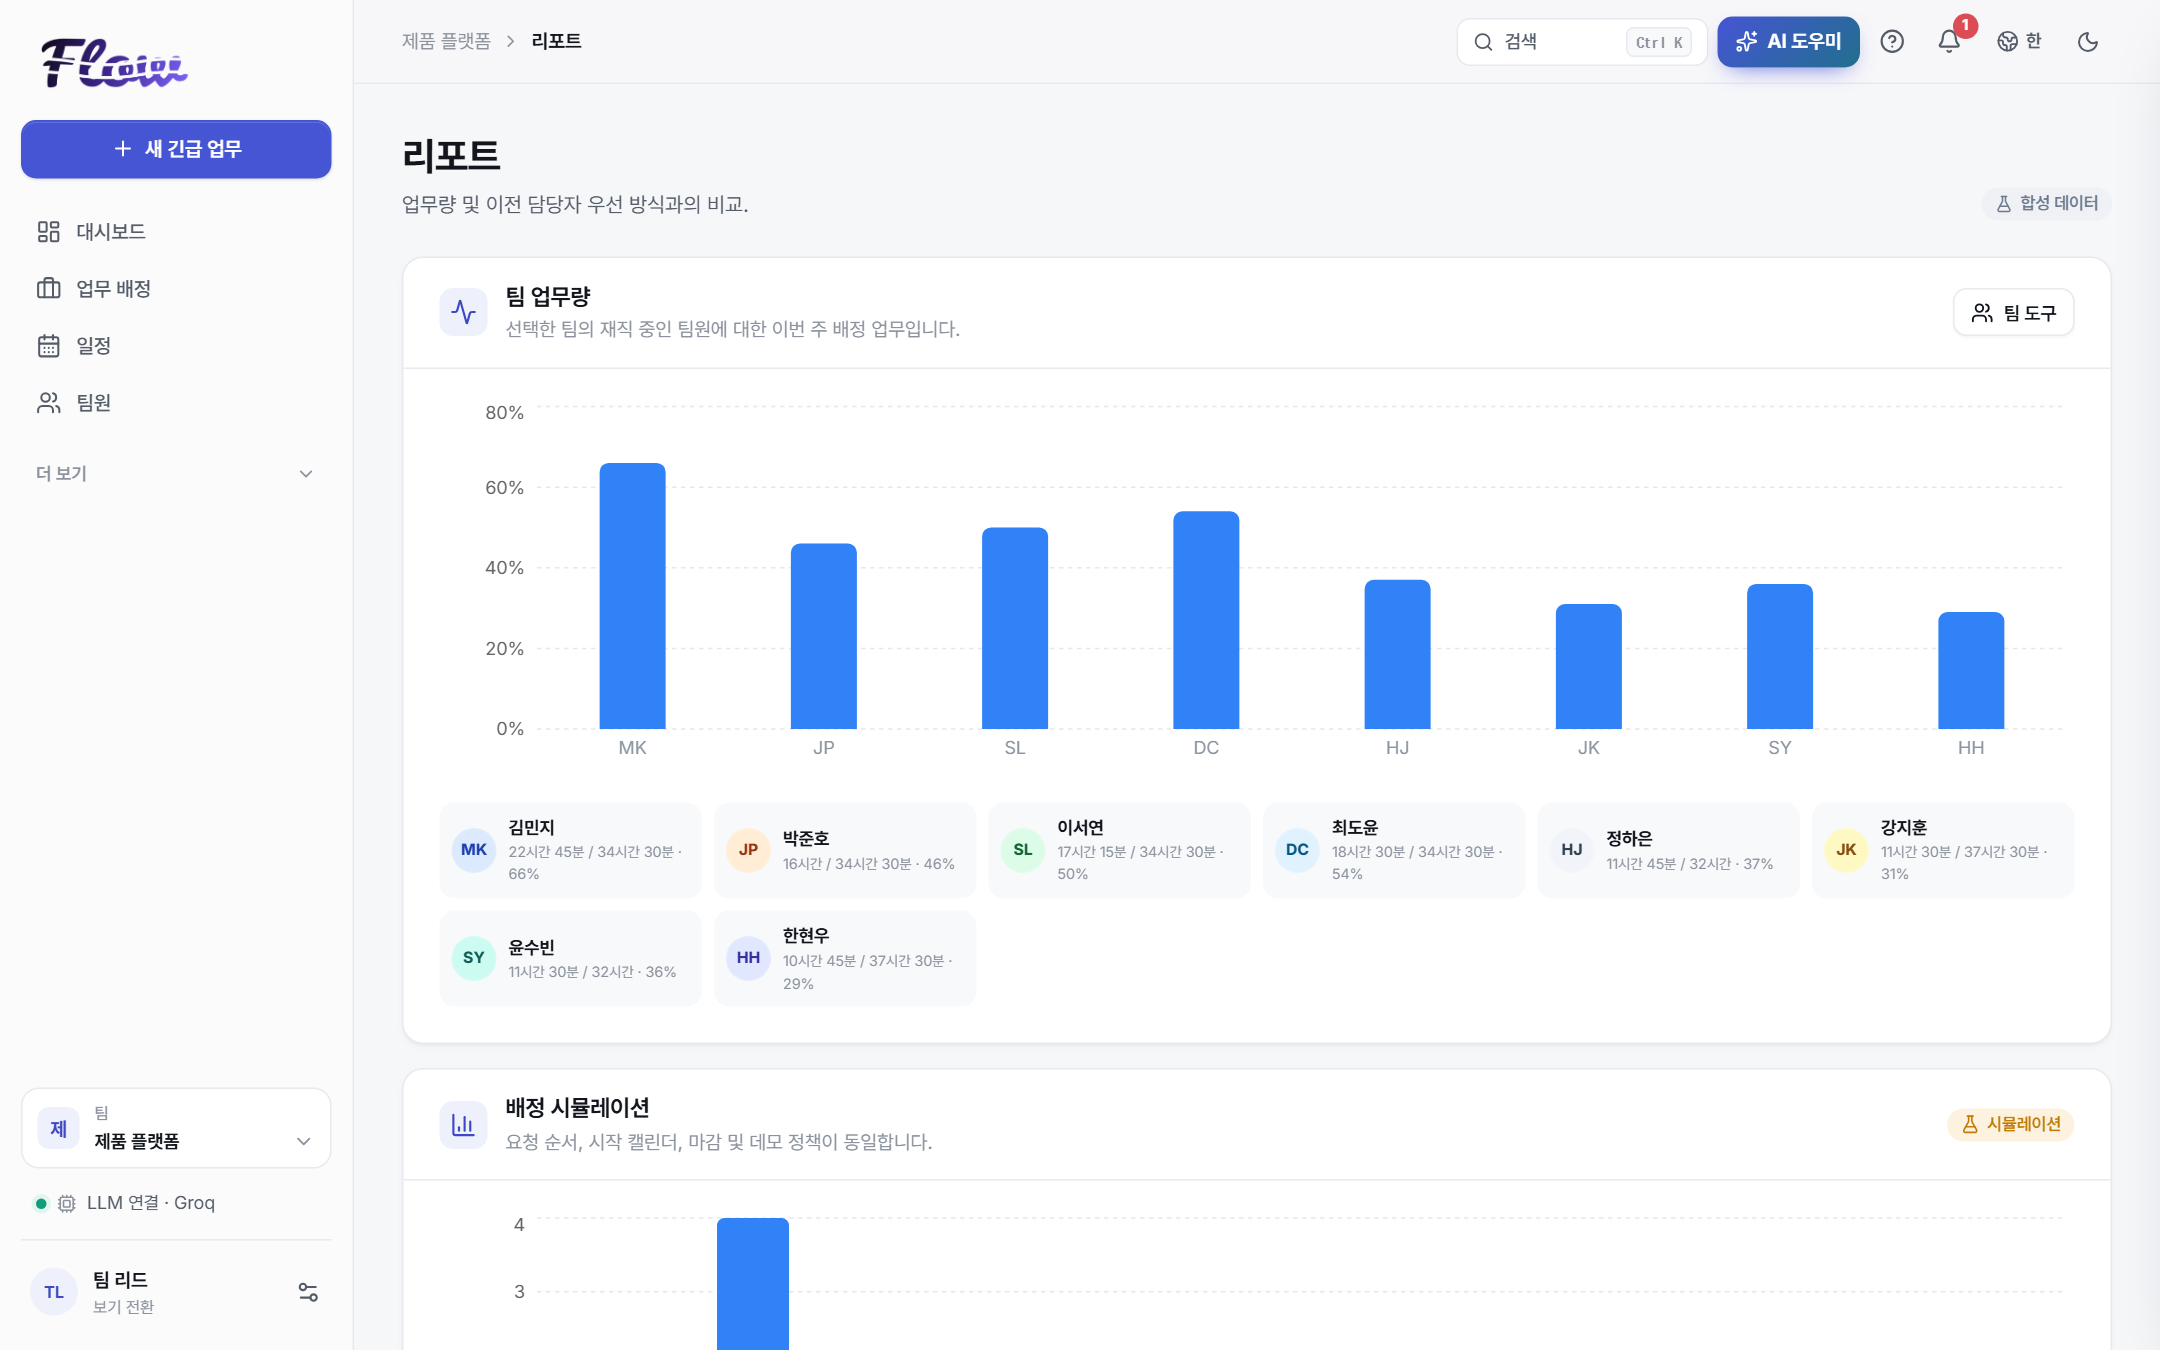 Flow
새 긴급 업무
대시보드
업무 배정
일정
팀원
더 보기
팀
제
제품 플랫폼
LLM 연결 · Groq
TL
팀 리드
보기 전환
제품 플랫폼 > 리포트
검색
Ctrl K
AI 도우미
1
한
리포트
업무량 및 이전 담당자 우선 방식과의 비교.
합성 데이터
팀 업무량
선택한 팀의 재직 중인 팀원에 대한 이번 주 배정 업무입니다.
팀 도구
80%
60%
40%
20%
0%
MK JP SL DC HJ JK SY HH
MK
김민지
22시간 45분 / 34시간 30분 ·
66%
JP
박준호
16시간 / 34시간 30분 · 46%
SL
이서연
17시간 15분 / 34시간 30분 ·
50%
DC
최도윤
18시간 30분 / 34시간 30분 ·
54%
HJ
정하은
11시간 45분 / 32시간 · 37%
JK
강지훈
11시간 30분 / 37시간 30분 ·
31%
SY
윤수빈
11시간 30분 / 32시간 · 36%
HH
한현우
10시간 45분 / 37시간 30분 ·
29%
배정 시뮬레이션
요청 순서, 시작 캘린더, 마감 및 데모 정책이 동일합니다.
시뮬레이션
4
3